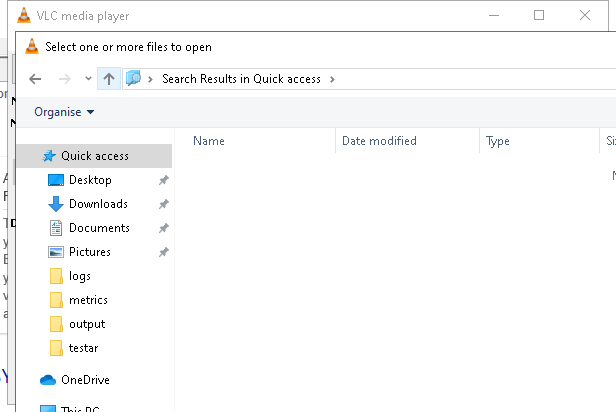 VLC media player
Select one or more files to open
Search Results in Quick access
Organise
Name Date modified Type
Quick access
Desktop
Downloads
Documents
Pictures
logs
metrics
output
testar
OneDrive
This PC